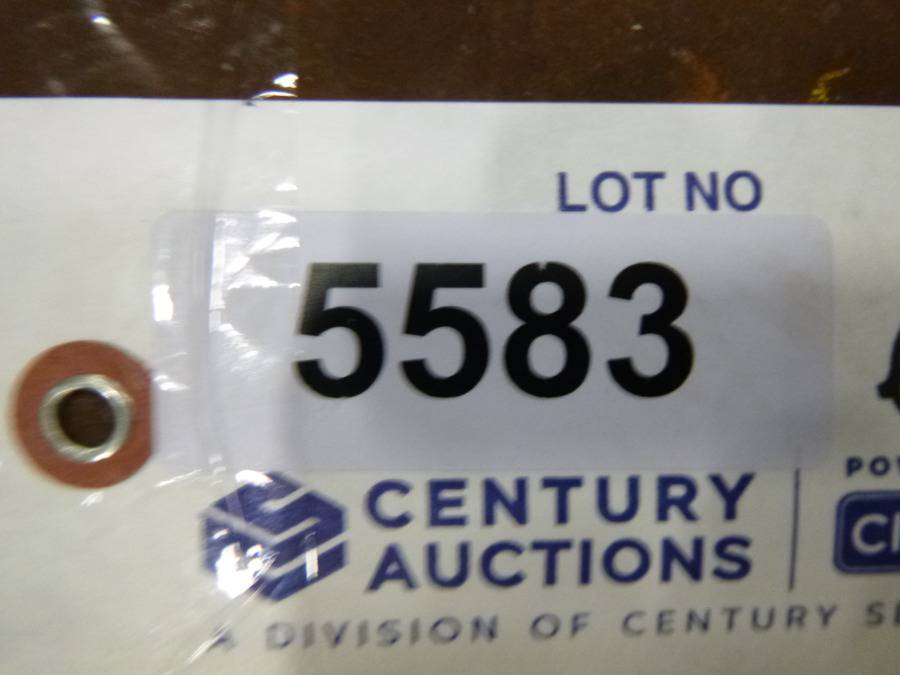 LOT NO
5583
CENTURY
AUCTIONS
A DIVISION OF CENTURY